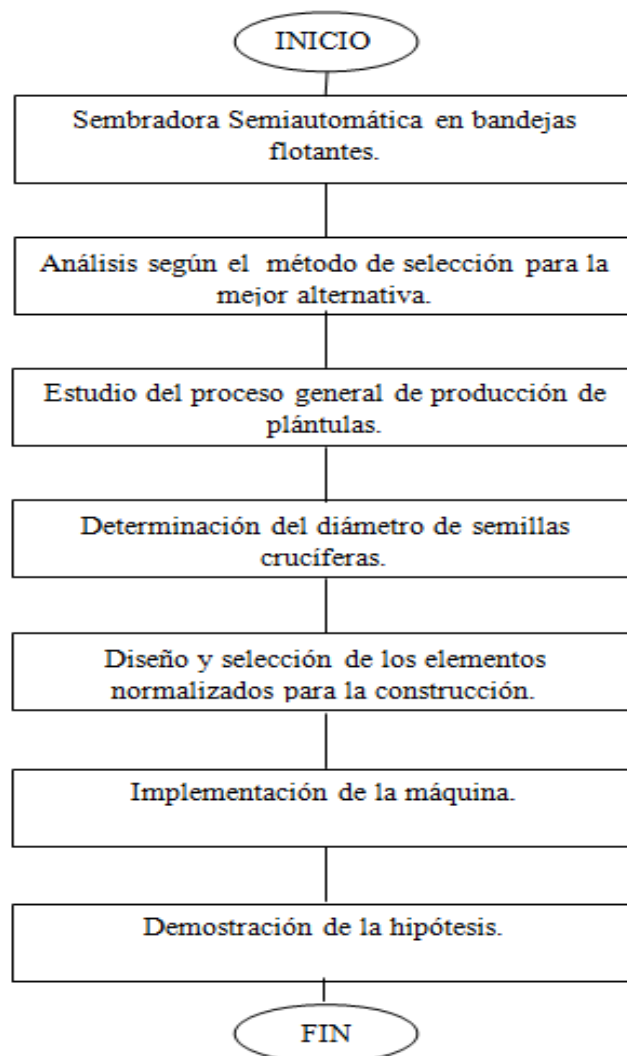 INICIO
Sembradora Semiautomática en bandejas
flotantes.
Análisis según el método de selección para la
mejor alternativa.
Estudio del proceso general de producción de
plántulas.
Determinación del diámetro de semillas
crucíferas.
Diseño y selección de los elementos
normalizados para la construcción.
Implementación de la máquina.
Demostración de la hipótesis.
FIN